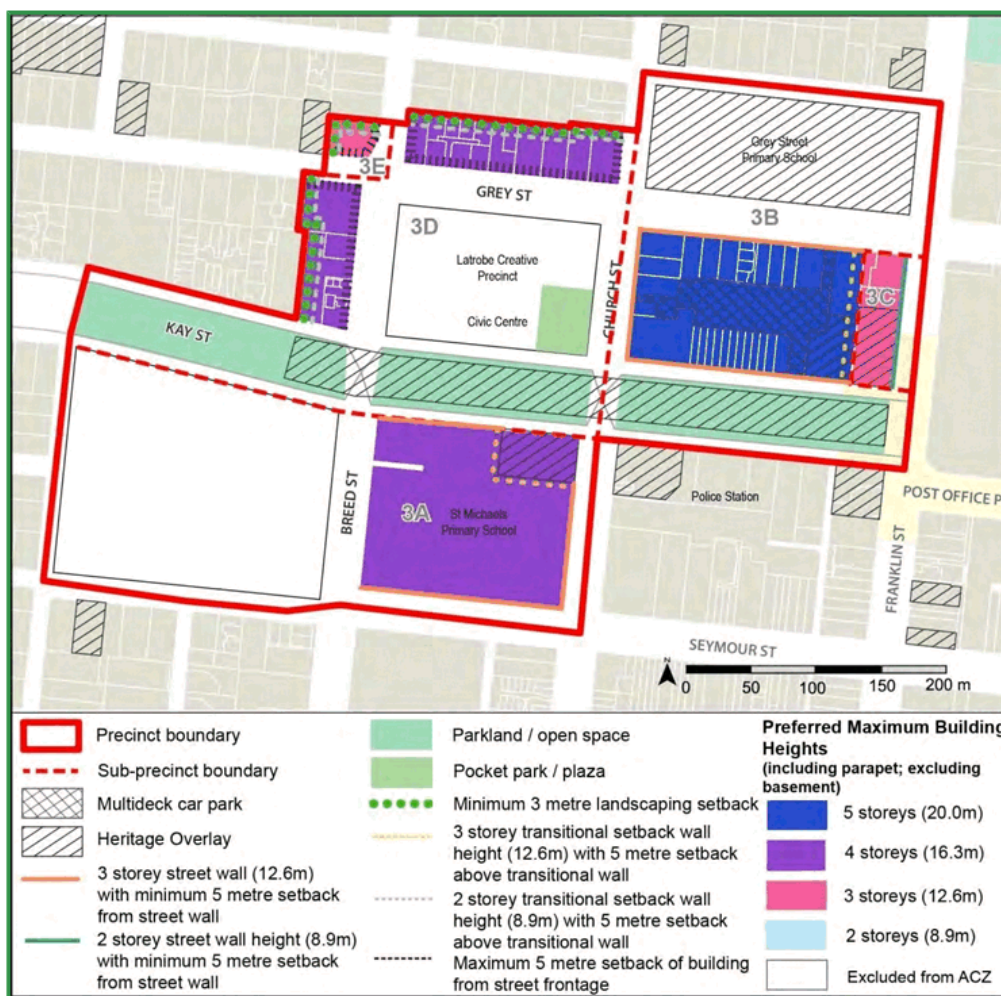 Grey Street
Primary School
3E
GREY ST
3B
3D
Latrobe Creative
Precinct
CHURCH ST
3C
Civic Centre
KAY ST
BREED ST
3A
St Michaels
Primary School
Police Station
POST OFFICE P
FRANKLIN ST
SEYMOUR ST
N
0 50 100 150 200 m
Precinct boundary
Sub-precinct boundary
Multideck car park
Heritage Overlay
3 storey street wall (12.6m)
with minimum 5 metre setback
from street wall
2 storey street wall height (8.9m)
with minimum 5 metre setback
from street wall
Parkland / open space
Pocket park / plaza
Minimum 3 metre landscaping setback
3 storey transitional setback wall
height (12.6m) with 5 metre setback
above transitional wall
2 storey transitional setback wall
height (8.9m) with 5 metre setback
above transitional wall
Maximum 5 metre setback of building
from street frontage
Preferred Maximum Building
Heights
(including parapet; excluding
basement)
5 storeys (20.0m)
4 storeys (16.3m)
3 storeys (12.6m)
2 storeys (8.9m)
Excluded from ACZ